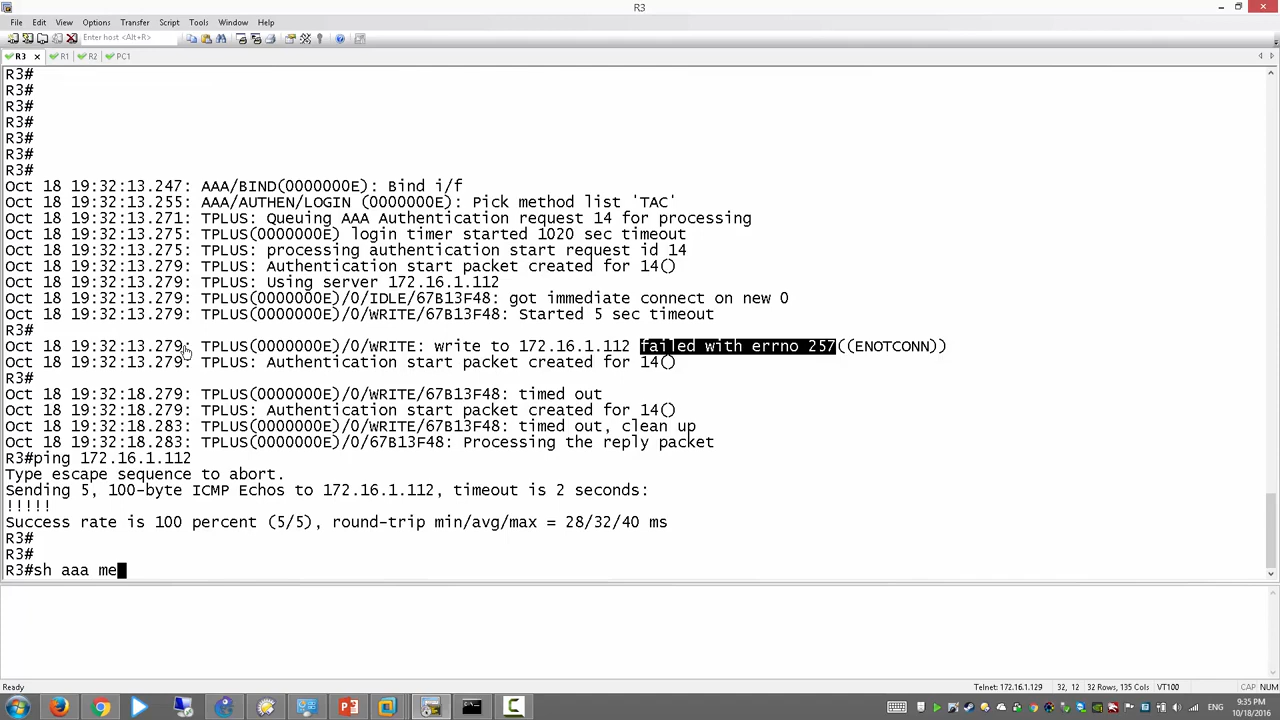 R3
File Edit View Options Transfer Script Tools Window Help
Enter host <Alt+R>
R3 R1 R2 PC1
R3#
R3#
R3#
R3#
R3#
R3#
R3#
Oct 18 19:32:13.247: AAA/BIND(0000000E): Bind i/f
Oct 18 19:32:13.255: AAA/AUTHEN/LOGIN (0000000E): Pick method list 'TAC'
Oct 18 19:32:13.271: TPLUS: Queuing AAA Authentication request 14 for processing
Oct 18 19:32:13.275: TPLUS(0000000E) login timer started 1020 sec timeout
Oct 18 19:32:13.275: TPLUS: processing authentication start request id 14
Oct 18 19:32:13.279: TPLUS: Authentication start packet created for 14()
Oct 18 19:32:13.279: TPLUS: Using server 172.16.1.112
Oct 18 19:32:13.279: TPLUS(0000000E)/0/IDLE/67B13F48: got immediate connect on new 0
Oct 18 19:32:13.279: TPLUS(0000000E)/0/WRITE/67B13F48: Started 5 sec timeout
R3#
Oct 18 19:32:13.279: TPLUS(0000000E)/0/WRITE: write to 172.16.1.112 failed with errno 257((ENOTCONN))
Oct 18 19:32:13.279: TPLUS: Authentication start packet created for 14()
R3#
Oct 18 19:32:18.279: TPLUS(0000000E)/0/WRITE/67B13F48: timed out
Oct 18 19:32:18.279: TPLUS: Authentication start packet created for 14()
Oct 18 19:32:18.283: TPLUS(0000000E)/0/WRITE/67B13F48: timed out, clean up
Oct 18 19:32:18.283: TPLUS(0000000E)/0/67B13F48: Processing the reply packet
R3#ping 172.16.1.112
Type escape sequence to abort.
Sending 5, 100-byte ICMP Echos to 172.16.1.112, timeout is 2 seconds:
!!!!!
Success rate is 100 percent (5/5), round-trip min/avg/max = 28/32/40 ms
R3#
R3#
R3#sh aaa me
Ready Telnet: 172.16.1.129 32, 12 32 Rows, 135 Cols VT100 CAP NUM
ENG 9:35 PM
10/18/2016